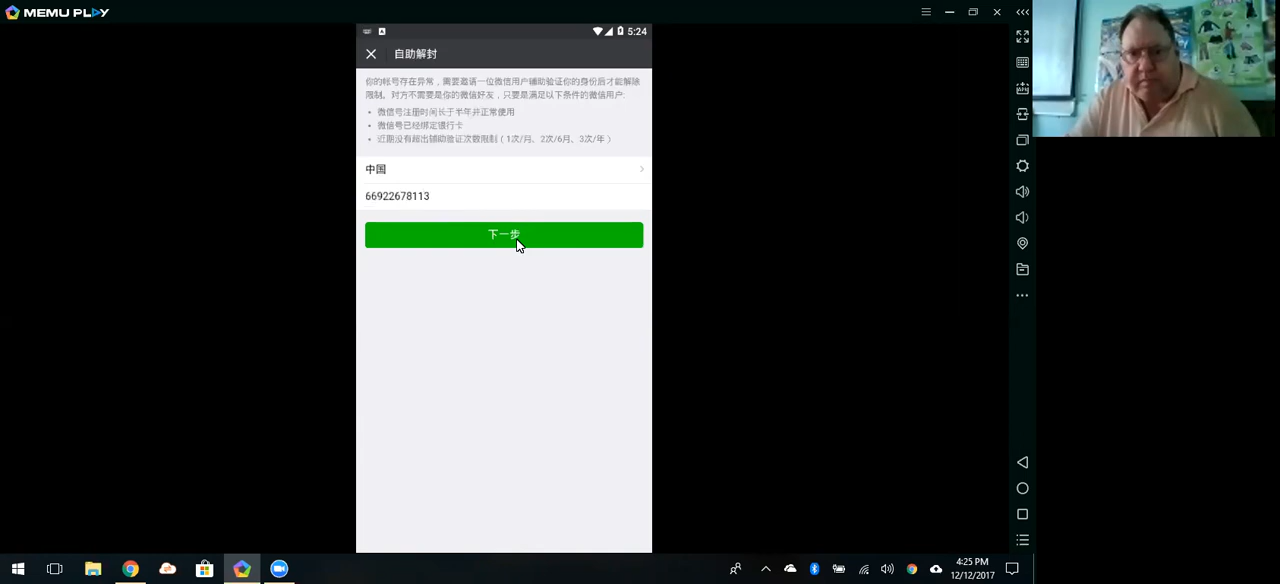 MEMU PLAY
5:24
自助解封
你的帐号存在异常，需要邀请一位微信用户辅助验证你的身份后才能解除
限制。对方不需要是你的微信好友，只要是满足以下条件的微信用户:
• 微信号注册时间长于半年并正常使用
• 微信号已经绑定银行卡
• 近期没有超出辅助验证次数限制（1次/月、2次/6月、3次/年）
中国
66922678113
下一步
4:25 PM
12/12/2017